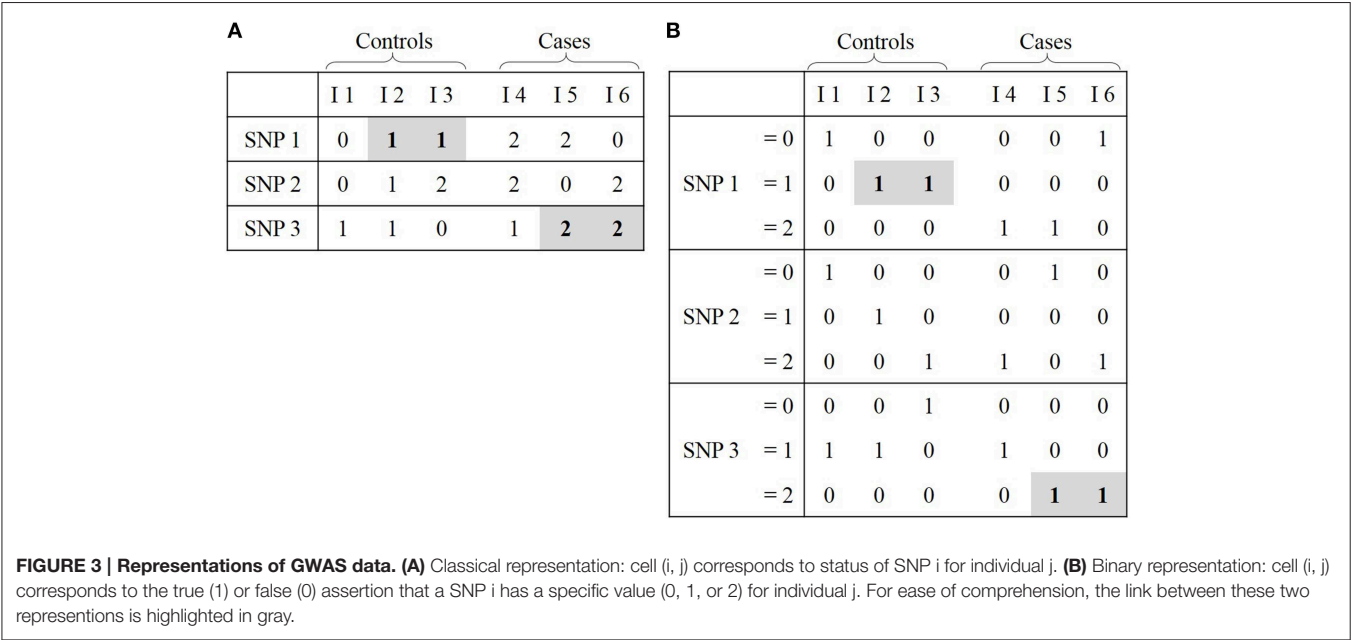 A
Controls Cases
I 1 I 2 I 3 I 4 I 5 I 6
SNP 1 0 1 1 2 2 0
SNP 2 0 1 2 2 0 2
SNP 3 1 1 0 1 2 2
B
Controls Cases
I 1 I 2 I 3 I 4 I 5 I 6
= 0 1 0 0 0 0 1
SNP 1 = 1 0 1 1 0 0 0
= 2 0 0 0 1 1 0
= 0 1 0 0 0 1 0
SNP 2 = 1 0 1 0 0 0 0
= 2 0 0 1 1 0 1
= 0 0 0 1 0 0 0
SNP 3 = 1 1 1 0 1 0 0
= 2 0 0 0 0 1 1
FIGURE 3 | Representations of GWAS data. (A) Classical representation: cell (i, j) corresponds to status of SNP i for individual j. (B) Binary representation: cell (i, j)
corresponds to the true (1) or false (0) assertion that a SNP i has a specific value (0, 1, or 2) for individual j. For ease of comprehension, the link between these two
representions is highlighted in gray.